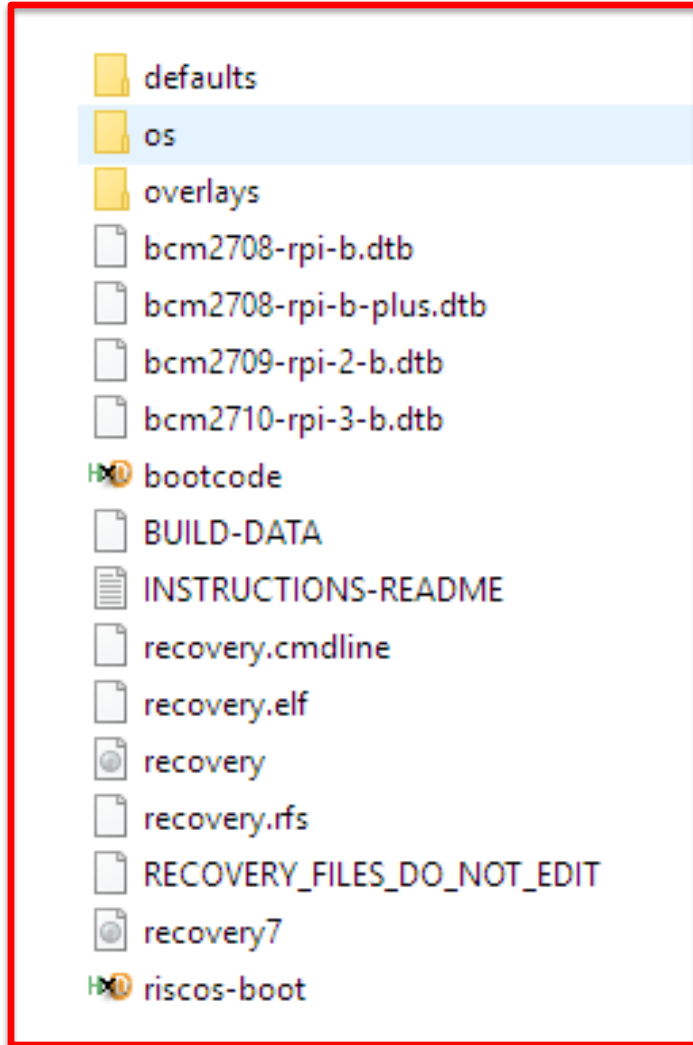 defaults
os
overlays
bcm2708-rpi-b.dtb
bcm2708-rpi-b-plus.dtb
bcm2709-rpi-2-b.dtb
bcm2710-rpi-3-b.dtb
bootcode
BUILD-DATA
INSTRUCTIONS-README
recovery.cmdline
recovery.elf
recovery
recovery.rfs
RECOVERY_FILES_DO_NOT_EDIT
recovery7
riscos-boot